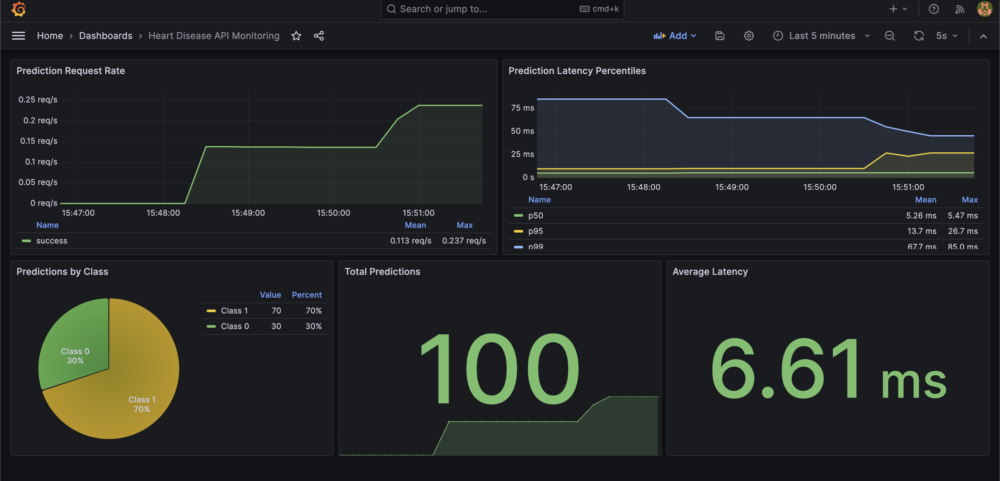 Search or jump to... cmd+k
Home › Dashboards › Heart Disease API Monitoring
Add Last 5 minutes 5s
Prediction Request Rate
0.25 req/s
0.2 req/s
0.15 req/s
0.1 req/s
0.05 req/s
0 req/s
15:47:00 15:48:00 15:49:00 15:50:00 15:51:00
Name Mean Max
success 0.113 req/s 0.237 req/s
Prediction Latency Percentiles
75 ms
50 ms
25 ms
0 s
15:47:00 15:48:00 15:49:00 15:50:00 15:51:00
Name Mean Max
p50 5.26 ms 5.47 ms
p95 13.7 ms 26.7 ms
p99 67.7 ms 85.0 ms
Predictions by Class
Class 0
30%
Class 1
70%
Value Percent
Class 1 70 70%
Class 0 30 30%
Total Predictions
100
Average Latency
6.61 ms